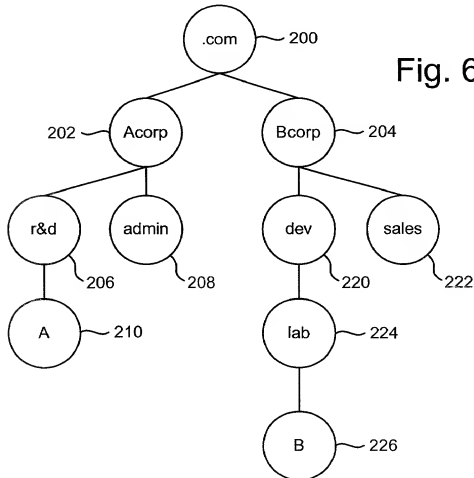 .com 200
Fig. 6
202 Acorp Bcorp 204
r&d admin dev sales
206 208 220 222
A 210 lab 224
B 226